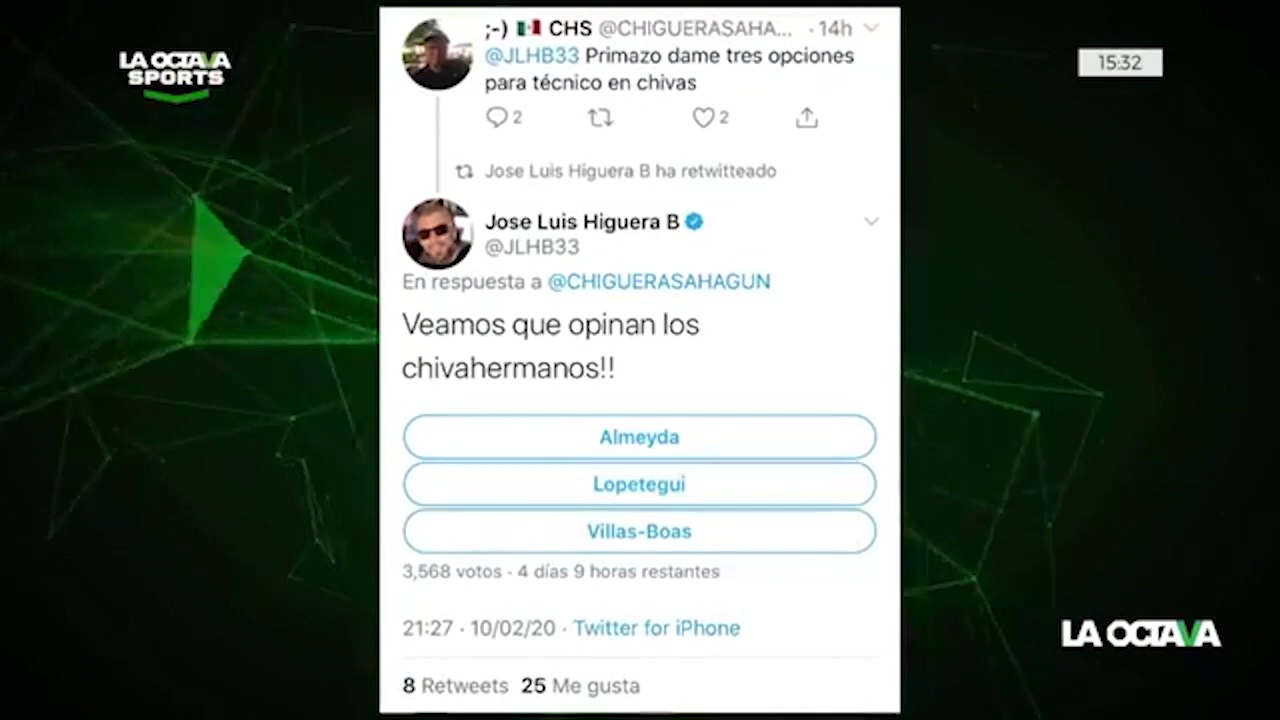 LA OCTAVA
SPORTS
15:32
;-) 🇲🇽 CHS @CHIGUERASAHA... · 14h
@JLHB33 Primazo dame tres opciones
para técnico en chivas
2
2
Jose Luis Higuera B ha retwitteado
Jose Luis Higuera B
@JLHB33
En respuesta a @CHIGUERASAHAGUN
Veamos que opinan los
chivahermanos!!
Almeyda
Lopetegui
Villas-Boas
3,568 votos · 4 días 9 horas restantes
21:27 · 10/02/20 · Twitter for iPhone
8 Retweets 25 Me gusta
LA OCTAVA